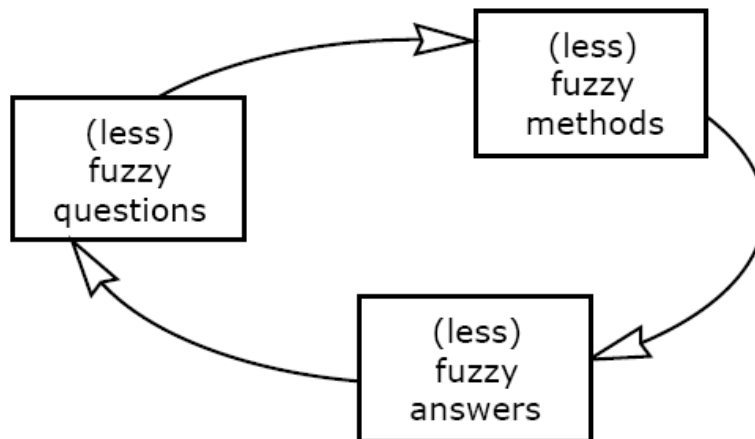 (less)
fuzzy
methods
(less)
fuzzy
questions
(less)
fuzzy
answers